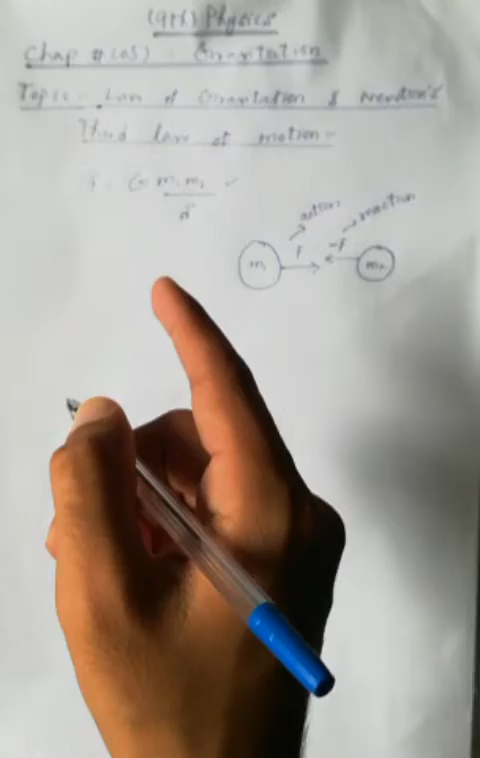 (9th) Physics
Chap #(05) : Gravitation
Topic:- Law of Gravitation & Newton's
Third law of motion:-
F = G m₁m₂
d²
action
reaction
F
-F
m₁
m₂